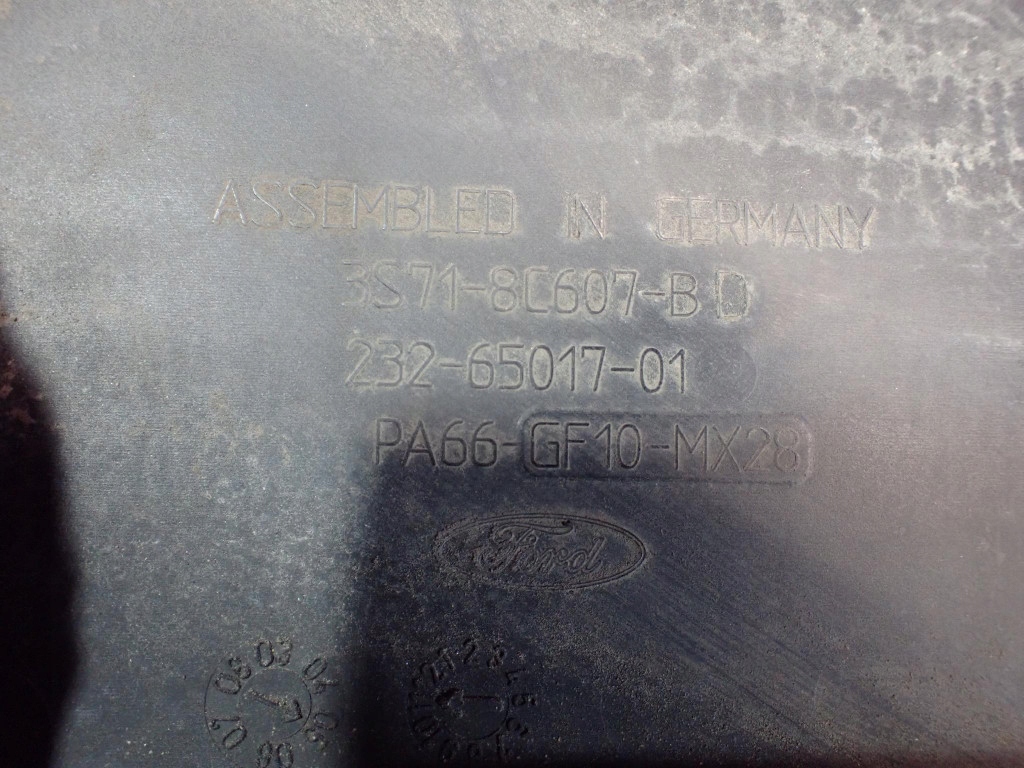 ASSEMBLED IN GERMANY
3S71-8C607-BD
232-65017-01
PA66-GF10-MX28
Ford